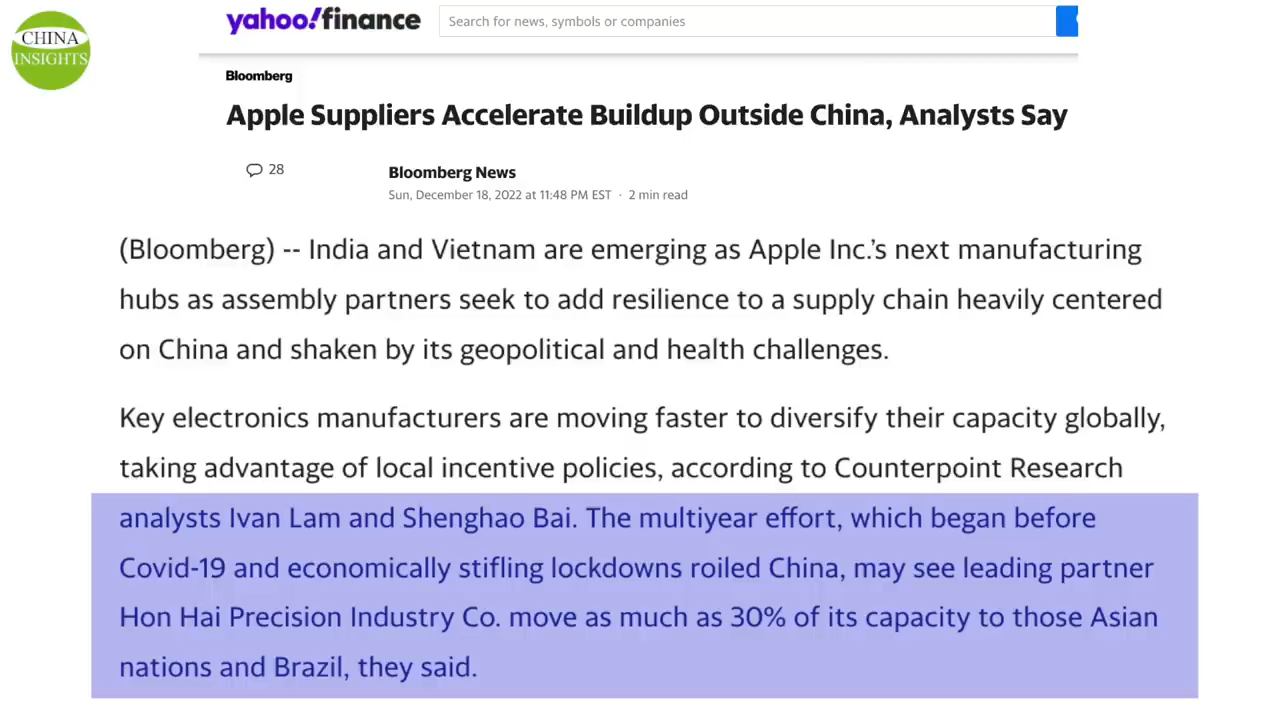 CHINA
INSIGHTS
yahoo!finance
Search for news, symbols or companies
Bloomberg
Apple Suppliers Accelerate Buildup Outside China, Analysts Say
28
Bloomberg News
Sun, December 18, 2022 at 11:48 PM EST · 2 min read
(Bloomberg) -- India and Vietnam are emerging as Apple Inc.’s next manufacturing
hubs as assembly partners seek to add resilience to a supply chain heavily centered
on China and shaken by its geopolitical and health challenges.
Key electronics manufacturers are moving faster to diversify their capacity globally,
taking advantage of local incentive policies, according to Counterpoint Research
analysts Ivan Lam and Shenghao Bai. The multiyear effort, which began before
Covid-19 and economically stifling lockdowns roiled China, may see leading partner
Hon Hai Precision Industry Co. move as much as 30% of its capacity to those Asian
nations and Brazil, they said.